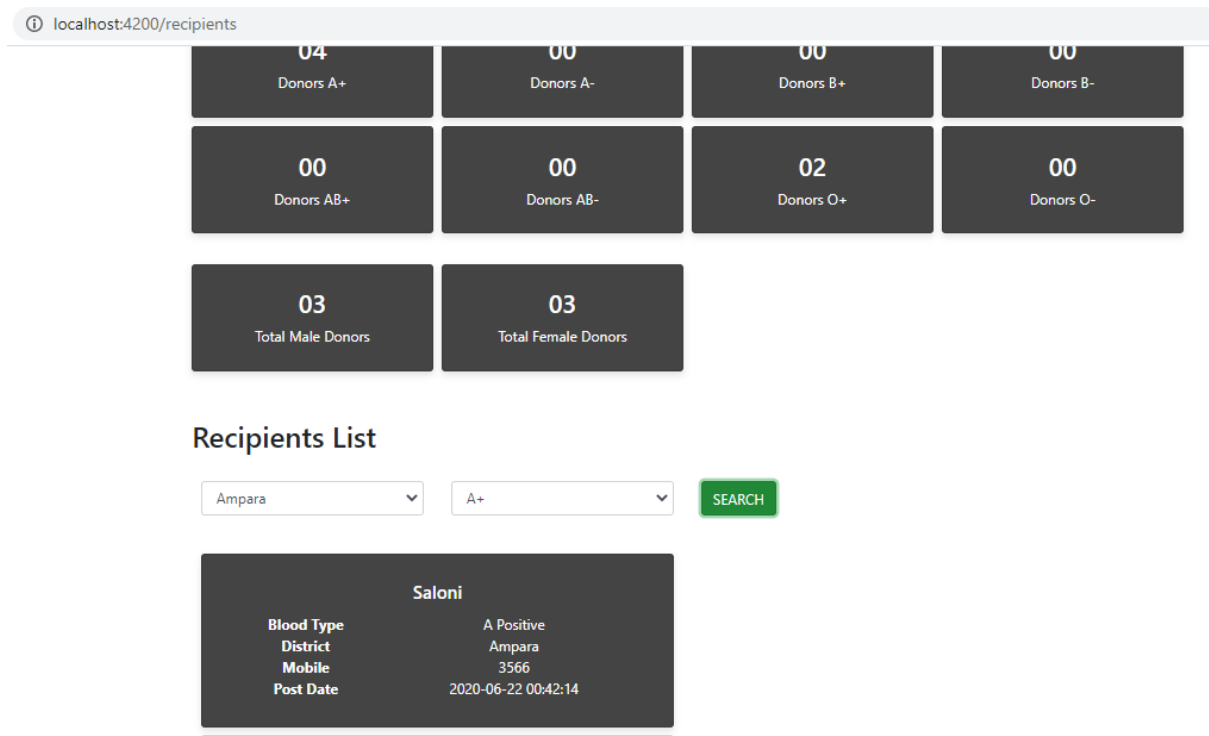 localhost:4200/recipients
04 00 00 00
Donors A+ Donors A- Donors B+ Donors B-
00 00 02 00
Donors AB+ Donors AB- Donors O+ Donors O-
03 03
Total Male Donors Total Female Donors
Recipients List
Ampara A+ SEARCH
Saloni
Blood Type A Positive
District Ampara
Mobile 3566
Post Date 2020-06-22 00:42:14